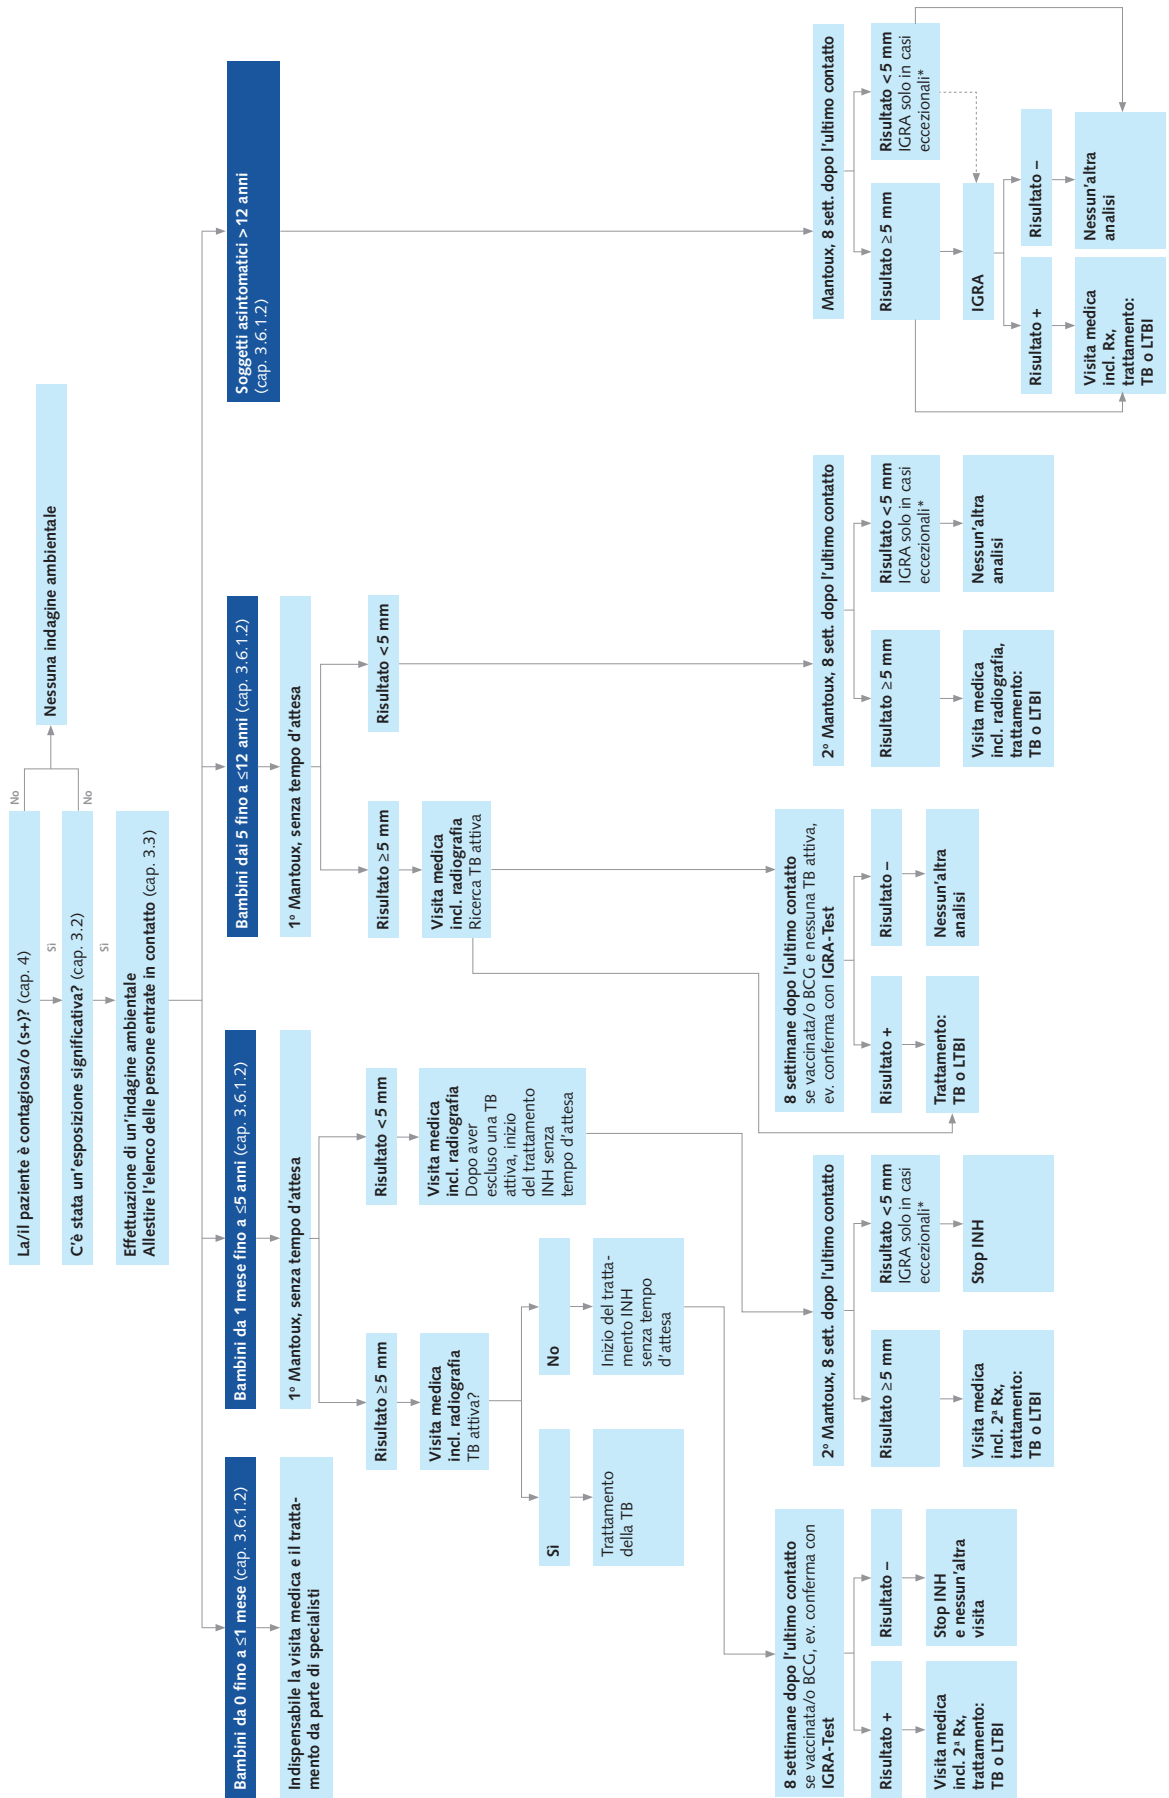 La/il paziente è contagiosa/o (s+)? (cap. 4)
No
Sì
C'è stata un'esposizione significativa? (cap. 3.2)
No
Sì
Nessuna indagine ambientale
Effettuazione di un'indagine ambientale
Allestire l'elenco delle persone entrate in contatto (cap. 3.3)
Bambini da 0 fino a ≤1 mese (cap. 3.6.1.2)
Indispensabile la visita medica e il tratta-
mento da parte di specialisti
Bambini da 1 mese fino a ≤5 anni (cap. 3.6.1.2)
1° Mantoux, senza tempo d'attesa
Risultato ≥5 mm
Visita medica
incl. radiografia
TB attiva?
Sì
Trattamento
della TB
No
Inizio del tratta-
mento INH
senza tempo
d'attesa
8 settimane dopo l'ultimo contatto
se vaccinata/o BCG, ev. conferma con
IGRA-Test
Risultato +
Visita medica
incl. 2ª Rx,
trattamento:
TB o LTBI
Risultato –
Stop INH
e nessun'altra
visita
Risultato <5 mm
Visita medica
incl. radiografia
Dopo aver
escluso una TB
attiva, inizio
del trattamento
INH senza
tempo d'attesa
2° Mantoux, 8 sett. dopo l'ultimo contatto
Risultato ≥5 mm
Visita medica
incl. 2ª Rx,
trattamento:
TB o LTBI
Risultato <5 mm
IGRA solo in casi
eccezionali*
Stop INH
Bambini dai 5 fino a ≤12 anni (cap. 3.6.1.2)
1° Mantoux, senza tempo d'attesa
Risultato ≥5 mm
Visita medica
incl. radiografia
Ricerca TB attiva
8 settimane dopo l'ultimo contatto
se vaccinata/o BCG e nessuna TB attiva,
ev. conferma con IGRA-Test
Risultato +
Trattamento:
TB o LTBI
Risultato –
Nessun'altra
analisi
Risultato <5 mm
2° Mantoux, 8 sett. dopo l'ultimo contatto
Risultato ≥5 mm
Visita medica
incl. radiografia,
trattamento:
TB o LTBI
Risultato <5 mm
IGRA solo in casi
eccezionali*
Nessun'altra
analisi
Soggetti asintomatici > 12 anni
(cap. 3.6.1.2)
Mantoux, 8 sett. dopo l'ultimo contatto
Risultato ≥5 mm
Risultato <5 mm
IGRA solo in casi
eccezionali*
IGRA
Risultato +
Visita medica
incl. Rx,
trattamento:
TB o LTBI
Risultato –
Nessun'altra
analisi